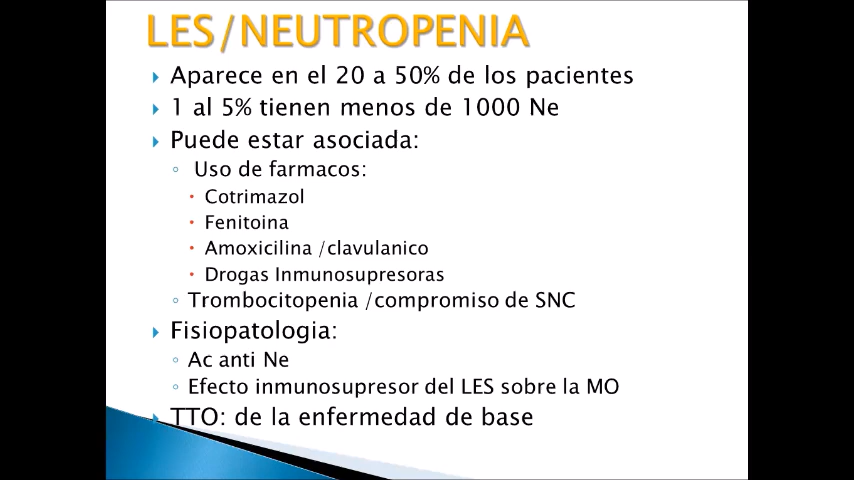 LES/NEUTROPENIA
Aparece en el 20 a 50% de los pacientes
1 al 5% tienen menos de 1000 Ne
Puede estar asociada:
Uso de farmacos:
Cotrimazol
Fenitoina
Amoxicilina /clavulanico
Drogas Inmunosupresoras
Trombocitopenia /compromiso de SNC
Fisiopatologia:
Ac anti Ne
Efecto inmunosupresor del LES sobre la MO
TTO: de la enfermedad de base